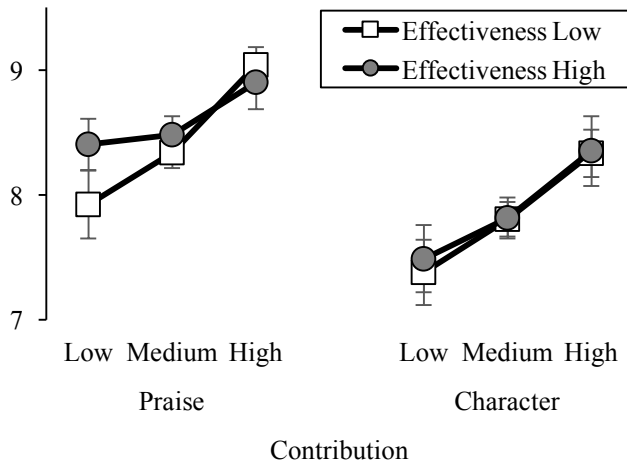 Effectiveness Low
Effectiveness High
9
8
7
Low Medium High
Low Medium High
Praise
Character
Contribution